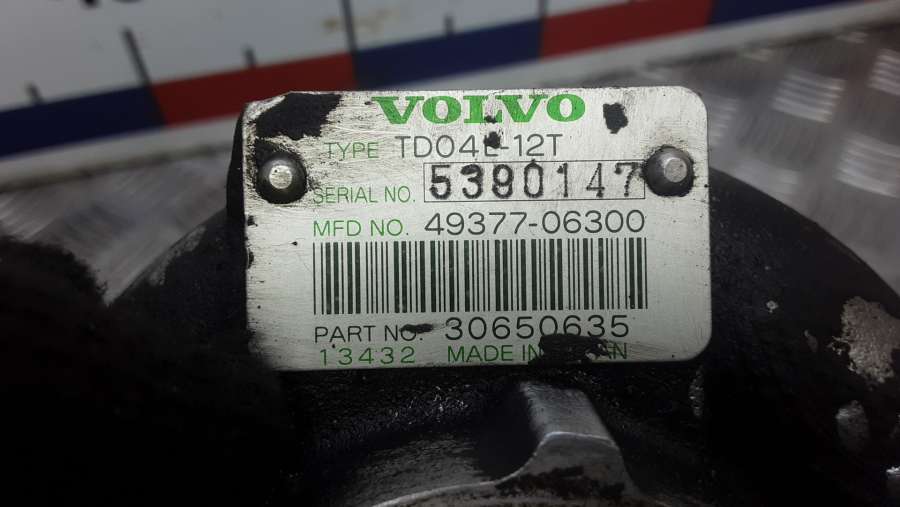 VOLVO
TYPE TD04L-12T
SERIAL NO. 5390147
MFD NO. 49377-06300
PART NO. 30650635
13432 MADE IN